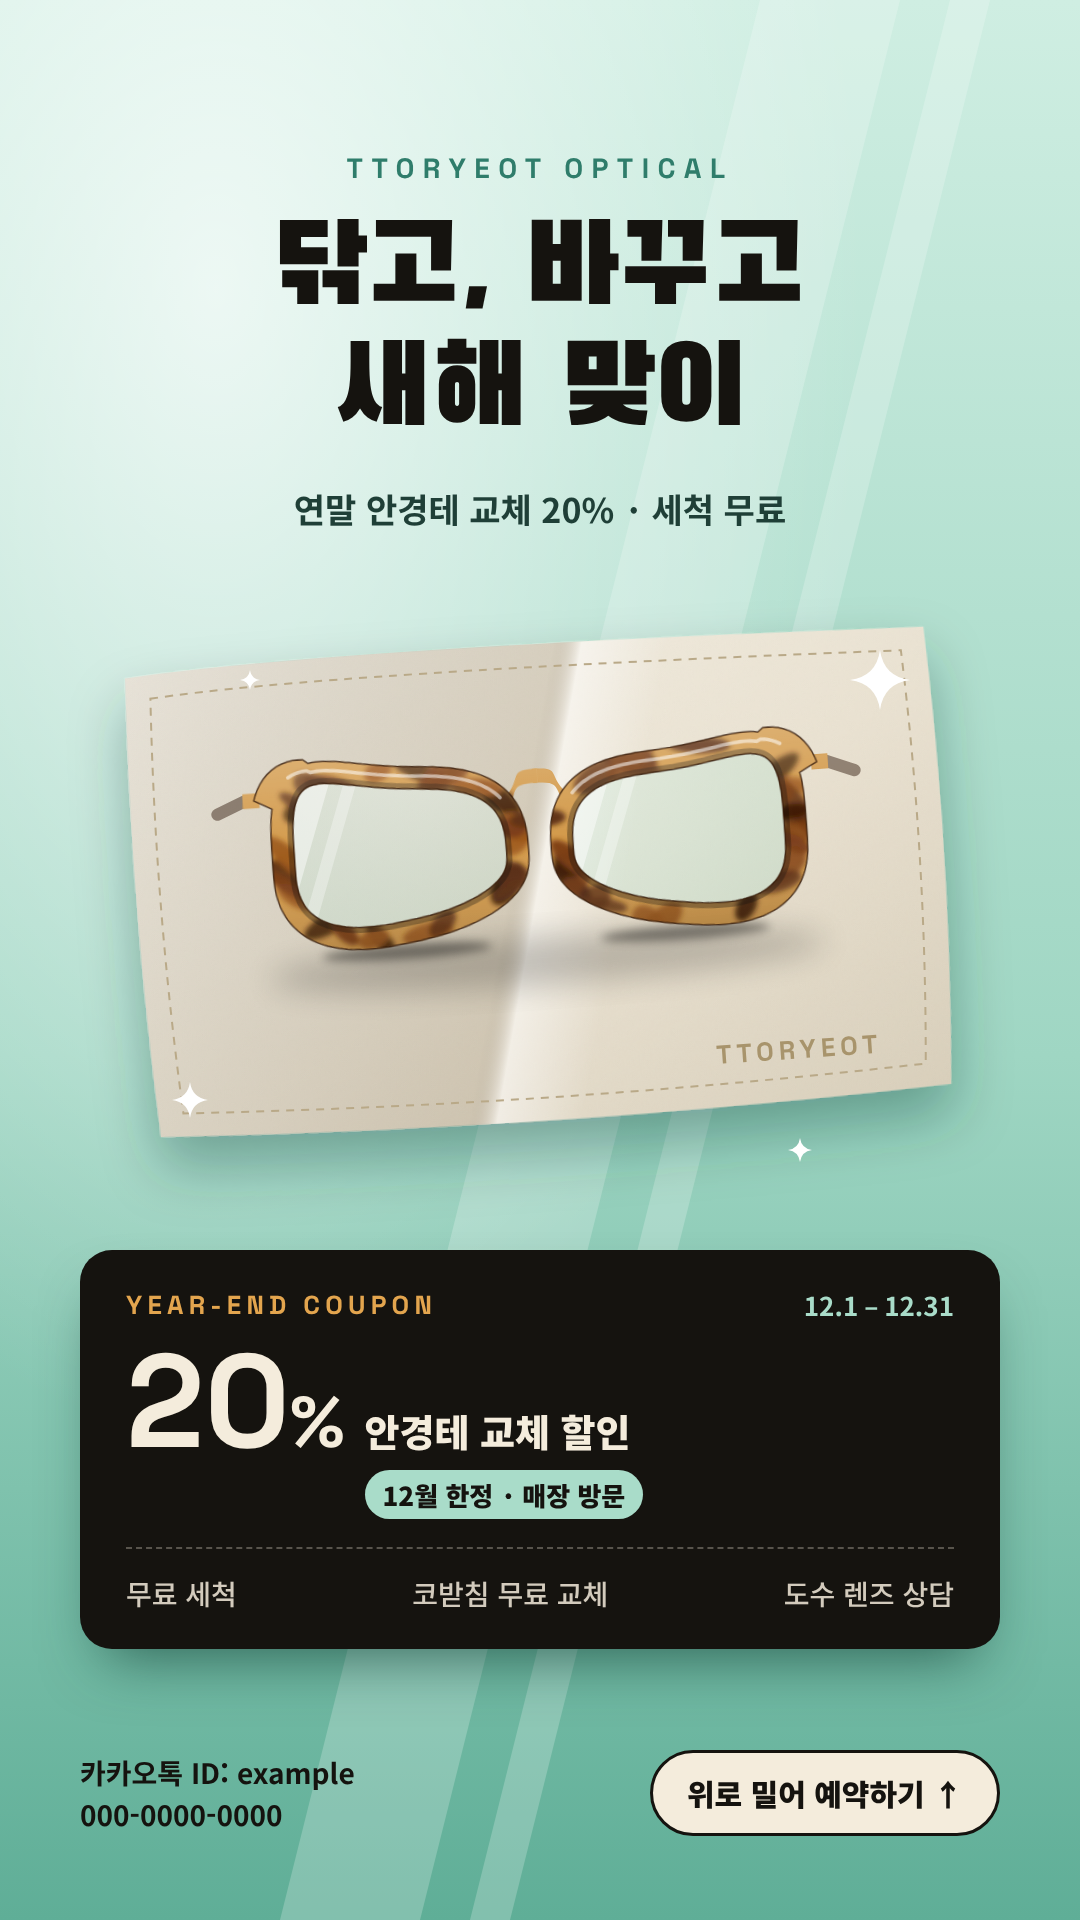 TTORYEOT OPTICAL
닦고, 바꾸고
새해 맞이
연말 안경테 교체 20% · 세척 무료
TTORYEOT
YEAR-END COUPON
12.1 – 12.31
20% 안경테 교체 할인
12월 한정 · 매장 방문
무료 세척
코받침 무료 교체
도수 렌즈 상담
카카오톡 ID: example
000-0000-0000
위로 밀어 예약하기 ↑